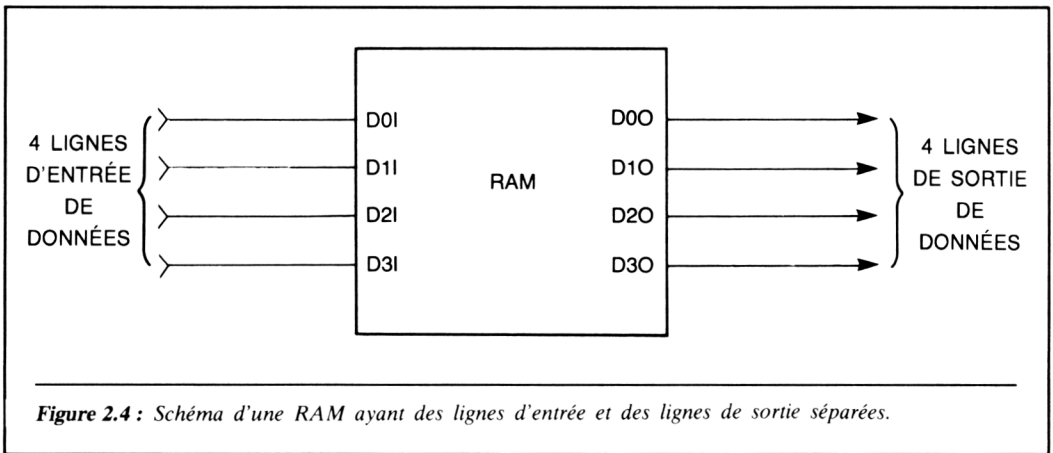 4 LIGNES
D'ENTRÉE
DE
DONNÉES
D0I
D1I
D2I
D3I
RAM
D0O
D1O
D2O
D3O
4 LIGNES
DE SORTIE
DE
DONNÉES
Figure 2.4 : Schéma d'une RAM ayant des lignes d'entrée et des lignes de sortie séparées.